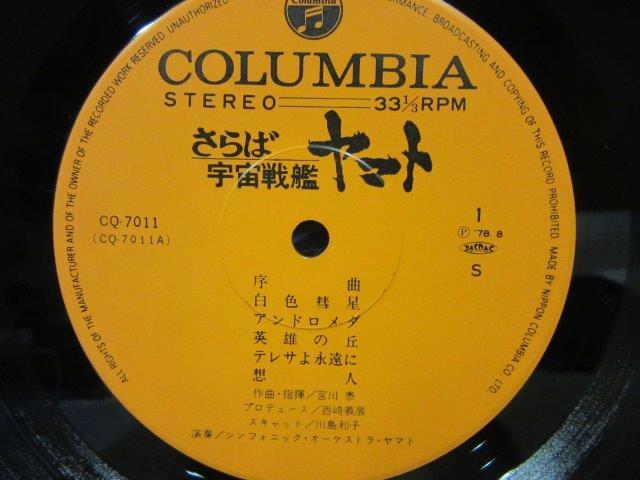 Columbia
COLUMBIA
STEREO 33⅓RPM
さらば
宇宙戦艦
ヤマト
CQ-7011
(CQ-7011A)
1
Ⓟ '78.8
JASRAC
S
序曲
白色彗星
アンドロメダ
英雄の丘
テレサよ永遠に
想人
作曲・指揮/宮川泰
プロデュース/西崎義展
スキャット/川島和子
演奏/シンフォニック・オーケストラ・ヤマト
ALL RIGHTS OF THE MANUFACTURER AND OF THE OWNER OF THE RECORDED WORK RESERVED. UNAUTHORIZED
PERFORMANCE, BROADCASTING AND COPYING OF THIS RECORD PROHIBITED
MADE BY NIPPON COLUMBIA CO. LTD